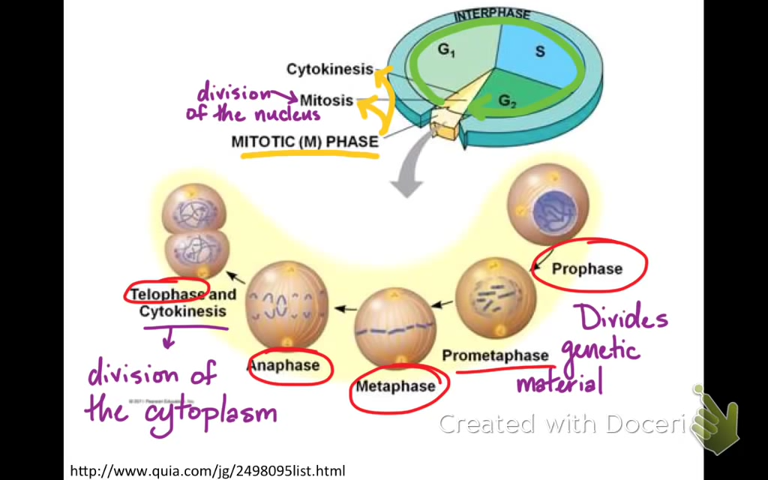 INTERPHASE
G1
S
G2
Cytokinesis
Mitosis
MITOTIC (M) PHASE
division
of the nucleus
Prophase
Prometaphase
Metaphase
Anaphase
Telophase and
Cytokinesis
Divides
genetic
material
division of
the cytoplasm
Created with Doceri
http://www.quia.com/jg/2498095list.html